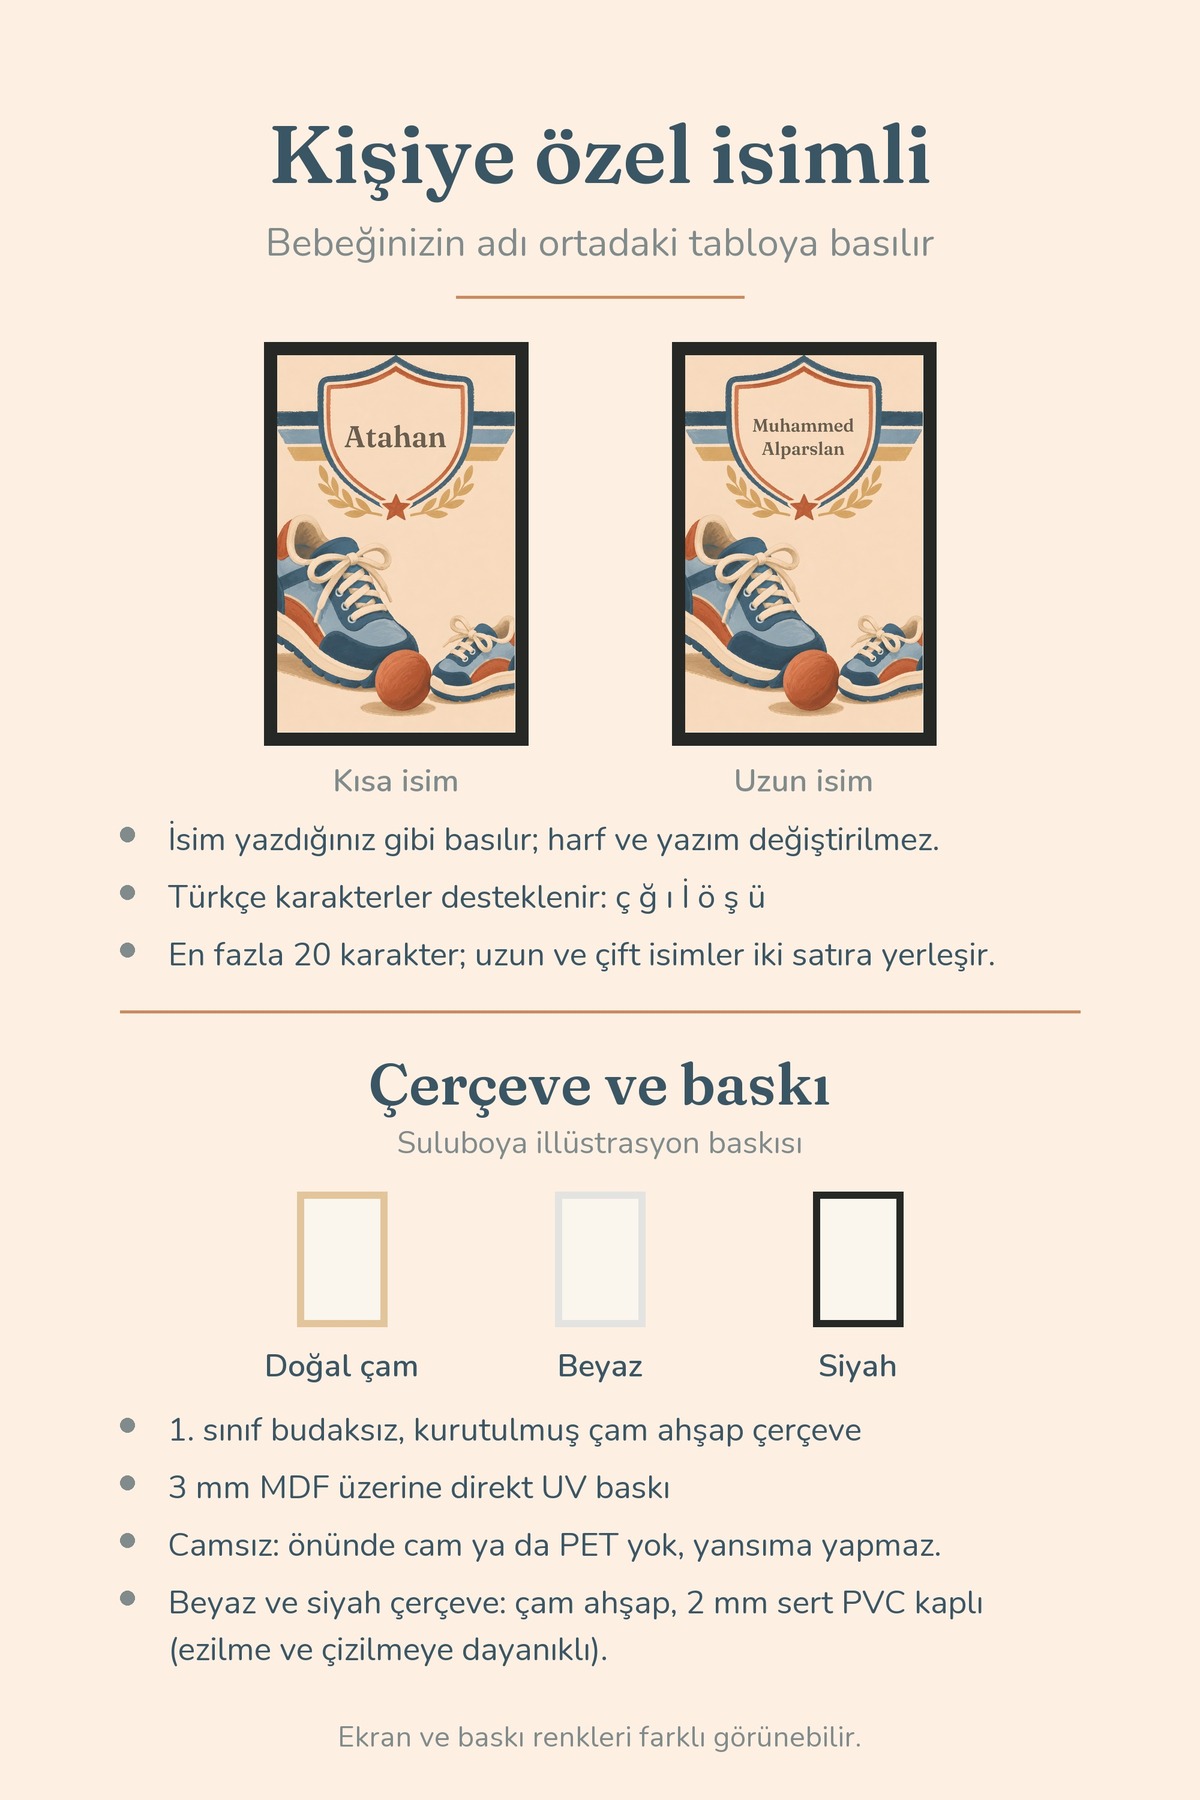 Kişiye özel isimli
Bebeğinizin adı ortadaki tabloya basılır
Atahan
Muhammed
Alparslan
Kısa isim
Uzun isim
İsim yazdığınız gibi basılır; harf ve yazım değiştirilmez.
Türkçe karakterler desteklenir: ç ğ ı İ ö ş ü
En fazla 20 karakter; uzun ve çift isimler iki satıra yerleşir.
Çerçeve ve baskı
Suluboya illüstrasyon baskısı
Doğal çam
Beyaz
Siyah
1. sınıf budaksız, kurutulmuş çam ahşap çerçeve
3 mm MDF üzerine direkt UV baskı
Camsız: önünde cam ya da PET yok, yansıma yapmaz.
Beyaz ve siyah çerçeve: çam ahşap, 2 mm sert PVC kaplı
(ezilme ve çizilmeye dayanıklı).
Ekran ve baskı renkleri farklı görünebilir.